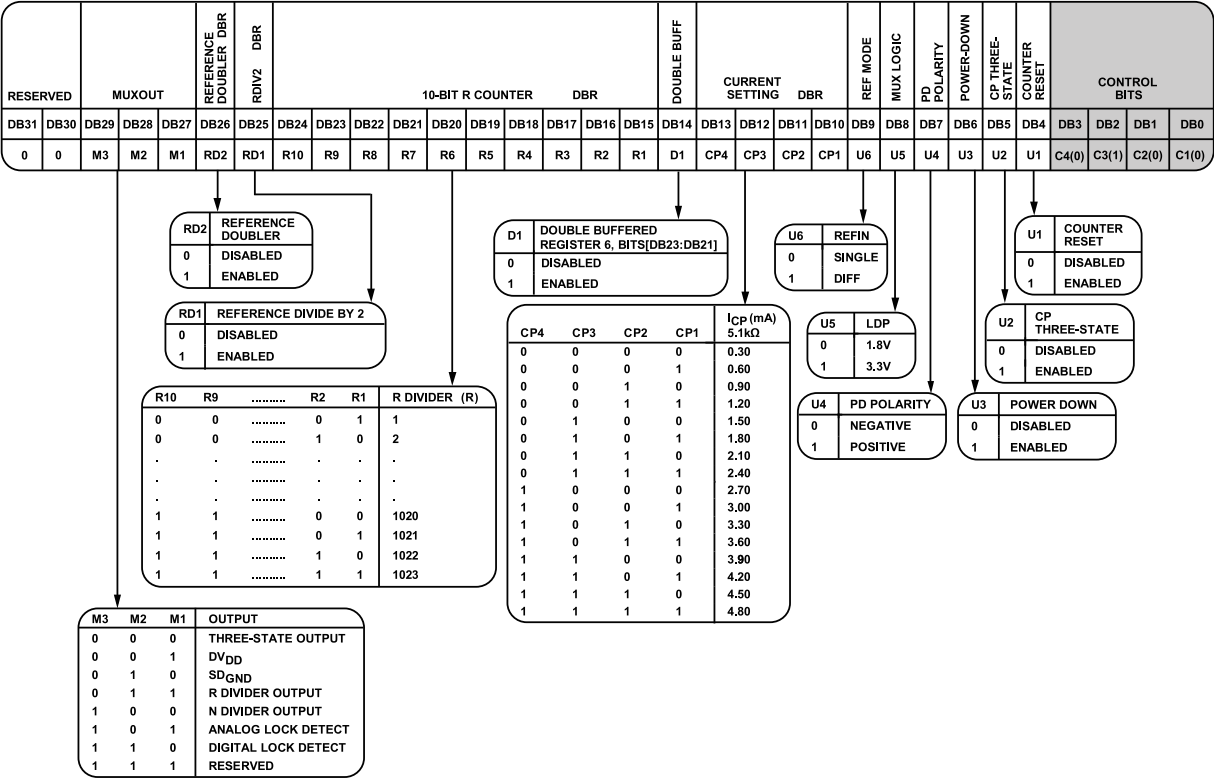 RESERVED MUXOUT REFERENCE DOUBLER DBR RDIV2 DBR 10-BIT R COUNTER DBR DOUBLE BUFF CURRENT SETTING DBR REF MODE MUX LOGIC PD POLARITY POWER-DOWN CP THREE-STATE COUNTER RESET CONTROL BITS
DB31 DB30 DB29 DB28 DB27 DB26 DB25 DB24 DB23 DB22 DB21 DB20 DB19 DB18 DB17 DB16 DB15 DB14 DB13 DB12 DB11 DB10 DB9 DB8 DB7 DB6 DB5 DB4 DB3 DB2 DB1 DB0
0 0 M3 M2 M1 RD2 RD1 R10 R9 R8 R7 R6 R5 R4 R3 R2 R1 D1 CP4 CP3 CP2 CP1 U6 U5 U4 U3 U2 U1 C4(0) C3(1) C2(0) C1(0)
RD2 REFERENCE DOUBLER
0 DISABLED
1 ENABLED
RD1 REFERENCE DIVIDE BY 2
0 DISABLED
1 ENABLED
R10 R9 .......... R2 R1 R DIVIDER (R)
0 0 .......... 0 1 1
0 0 .......... 1 0 2
. . .......... . . .
. . .......... . . .
. . .......... . . .
1 1 .......... 0 0 1020
1 1 .......... 0 1 1021
1 1 .......... 1 0 1022
1 1 .......... 1 1 1023
M3 M2 M1 OUTPUT
0 0 0 THREE-STATE OUTPUT
0 0 1 DVDD
0 1 0 SDGND
0 1 1 R DIVIDER OUTPUT
1 0 0 N DIVIDER OUTPUT
1 0 1 ANALOG LOCK DETECT
1 1 0 DIGITAL LOCK DETECT
1 1 1 RESERVED
D1 DOUBLE BUFFERED
REGISTER 6, BITS[DB23:DB21]
0 DISABLED
1 ENABLED
CP4 CP3 CP2 CP1 ICP (mA)
5.1kΩ
0 0 0 0 0.30
0 0 0 1 0.60
0 0 1 0 0.90
0 0 1 1 1.20
0 1 0 0 1.50
0 1 0 1 1.80
0 1 1 0 2.10
0 1 1 1 2.40
1 0 0 0 2.70
1 0 0 1 3.00
1 0 1 0 3.30
1 0 1 1 3.60
1 1 0 0 3.90
1 1 0 1 4.20
1 1 1 0 4.50
1 1 1 1 4.80
U6 REFIN
0 SINGLE
1 DIFF
U5 LDP
0 1.8V
1 3.3V
U4 PD POLARITY
0 NEGATIVE
1 POSITIVE
U1 COUNTER
RESET
0 DISABLED
1 ENABLED
U2 CP
THREE-STATE
0 DISABLED
1 ENABLED
U3 POWER DOWN
0 DISABLED
1 ENABLED